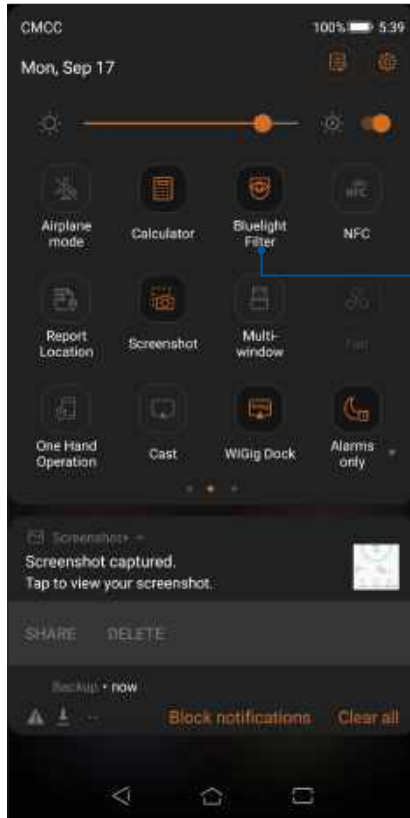 CMCC 100% 5:39
Mon, Sep 17
NFC
Airplane
mode
Calculator
Bluelight
Filter
NFC
Report
Location
Screenshot
Multi-
window
Fan
One Hand
Operation
Cast
WiGig Dock
Alarms
only
Screenshot
Screenshot captured.
Tap to view your screenshot.
SHARE DELETE
Backup • now
Block notifications Clear all